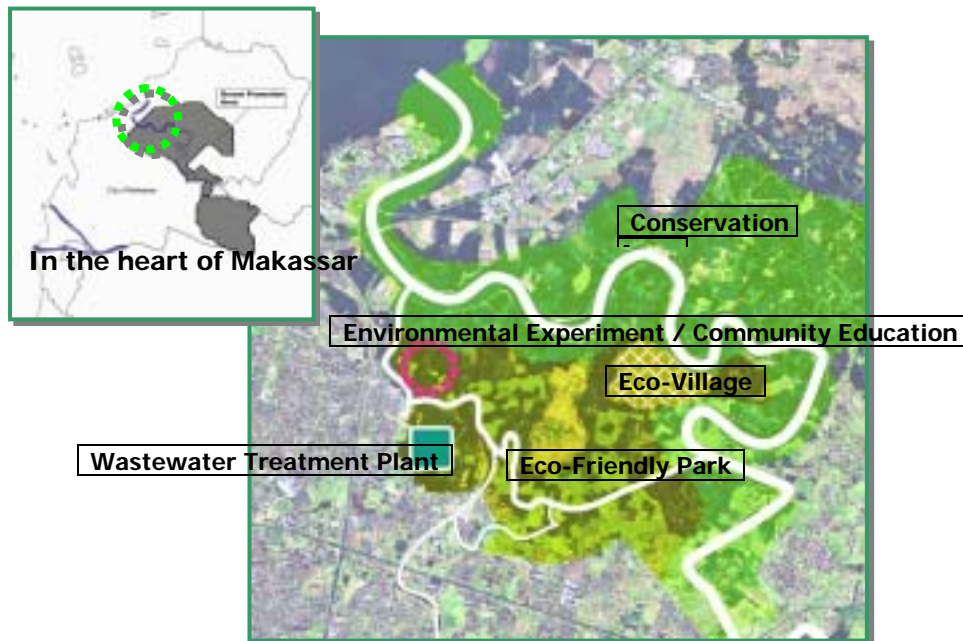 In the heart of Makassar
Conservation
Environmental Experiment / Community Education
Eco-Village
Wastewater Treatment Plant
Eco-Friendly Park